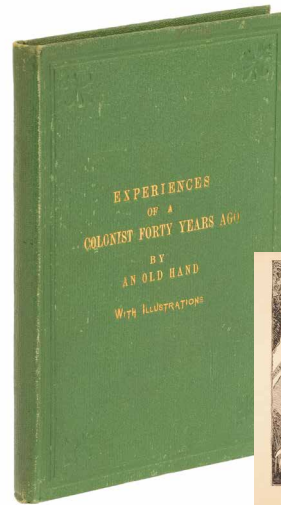 EXPERIENCES
OF A
COLONIST FORTY YEARS AGO
BY
AN OLD HAND
WITH ILLUSTRATIONS